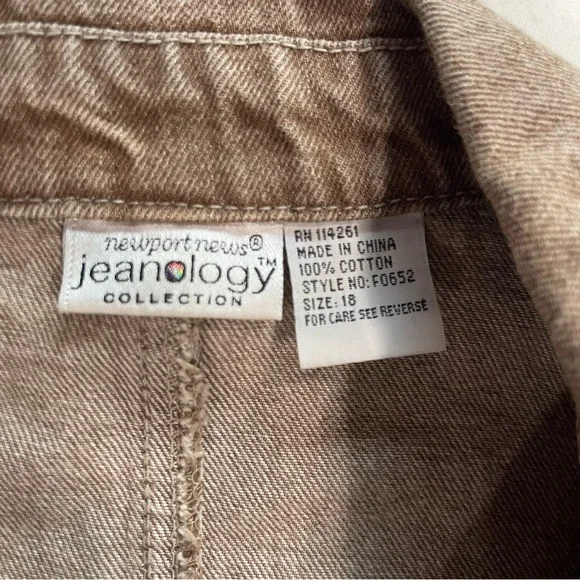 newport news®
jeanology™
COLLECTION
RN 114261
MADE IN CHINA
100% COTTON
STYLE NO: F0652
SIZE: 18
FOR CARE SEE REVERSE